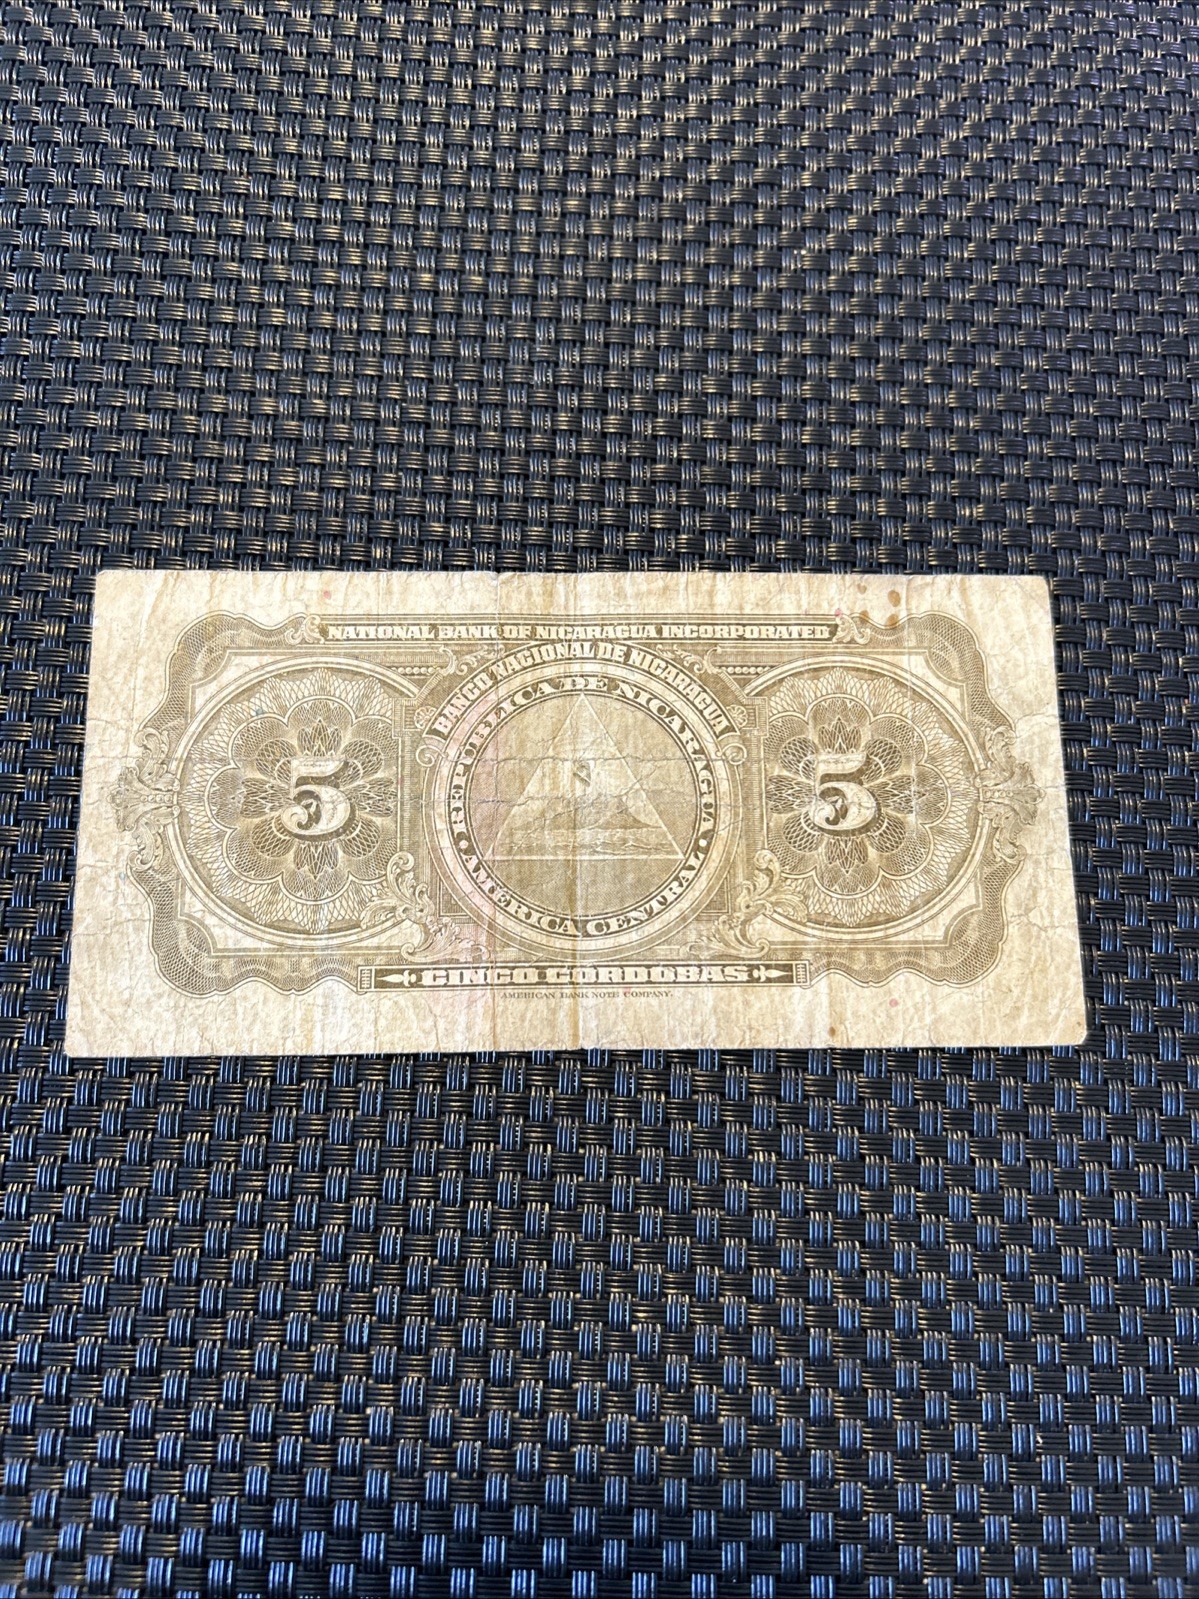 NATIONAL BANK OF NICARAGUA INCORPORATED
BANCO NACIONAL DE NICARAGUA
REPUBLICA DE NICARAGUA
AMERICA CENTRAL
5
5
CINCO CORDOBAS
AMERICAN BANK NOTE COMPANY.